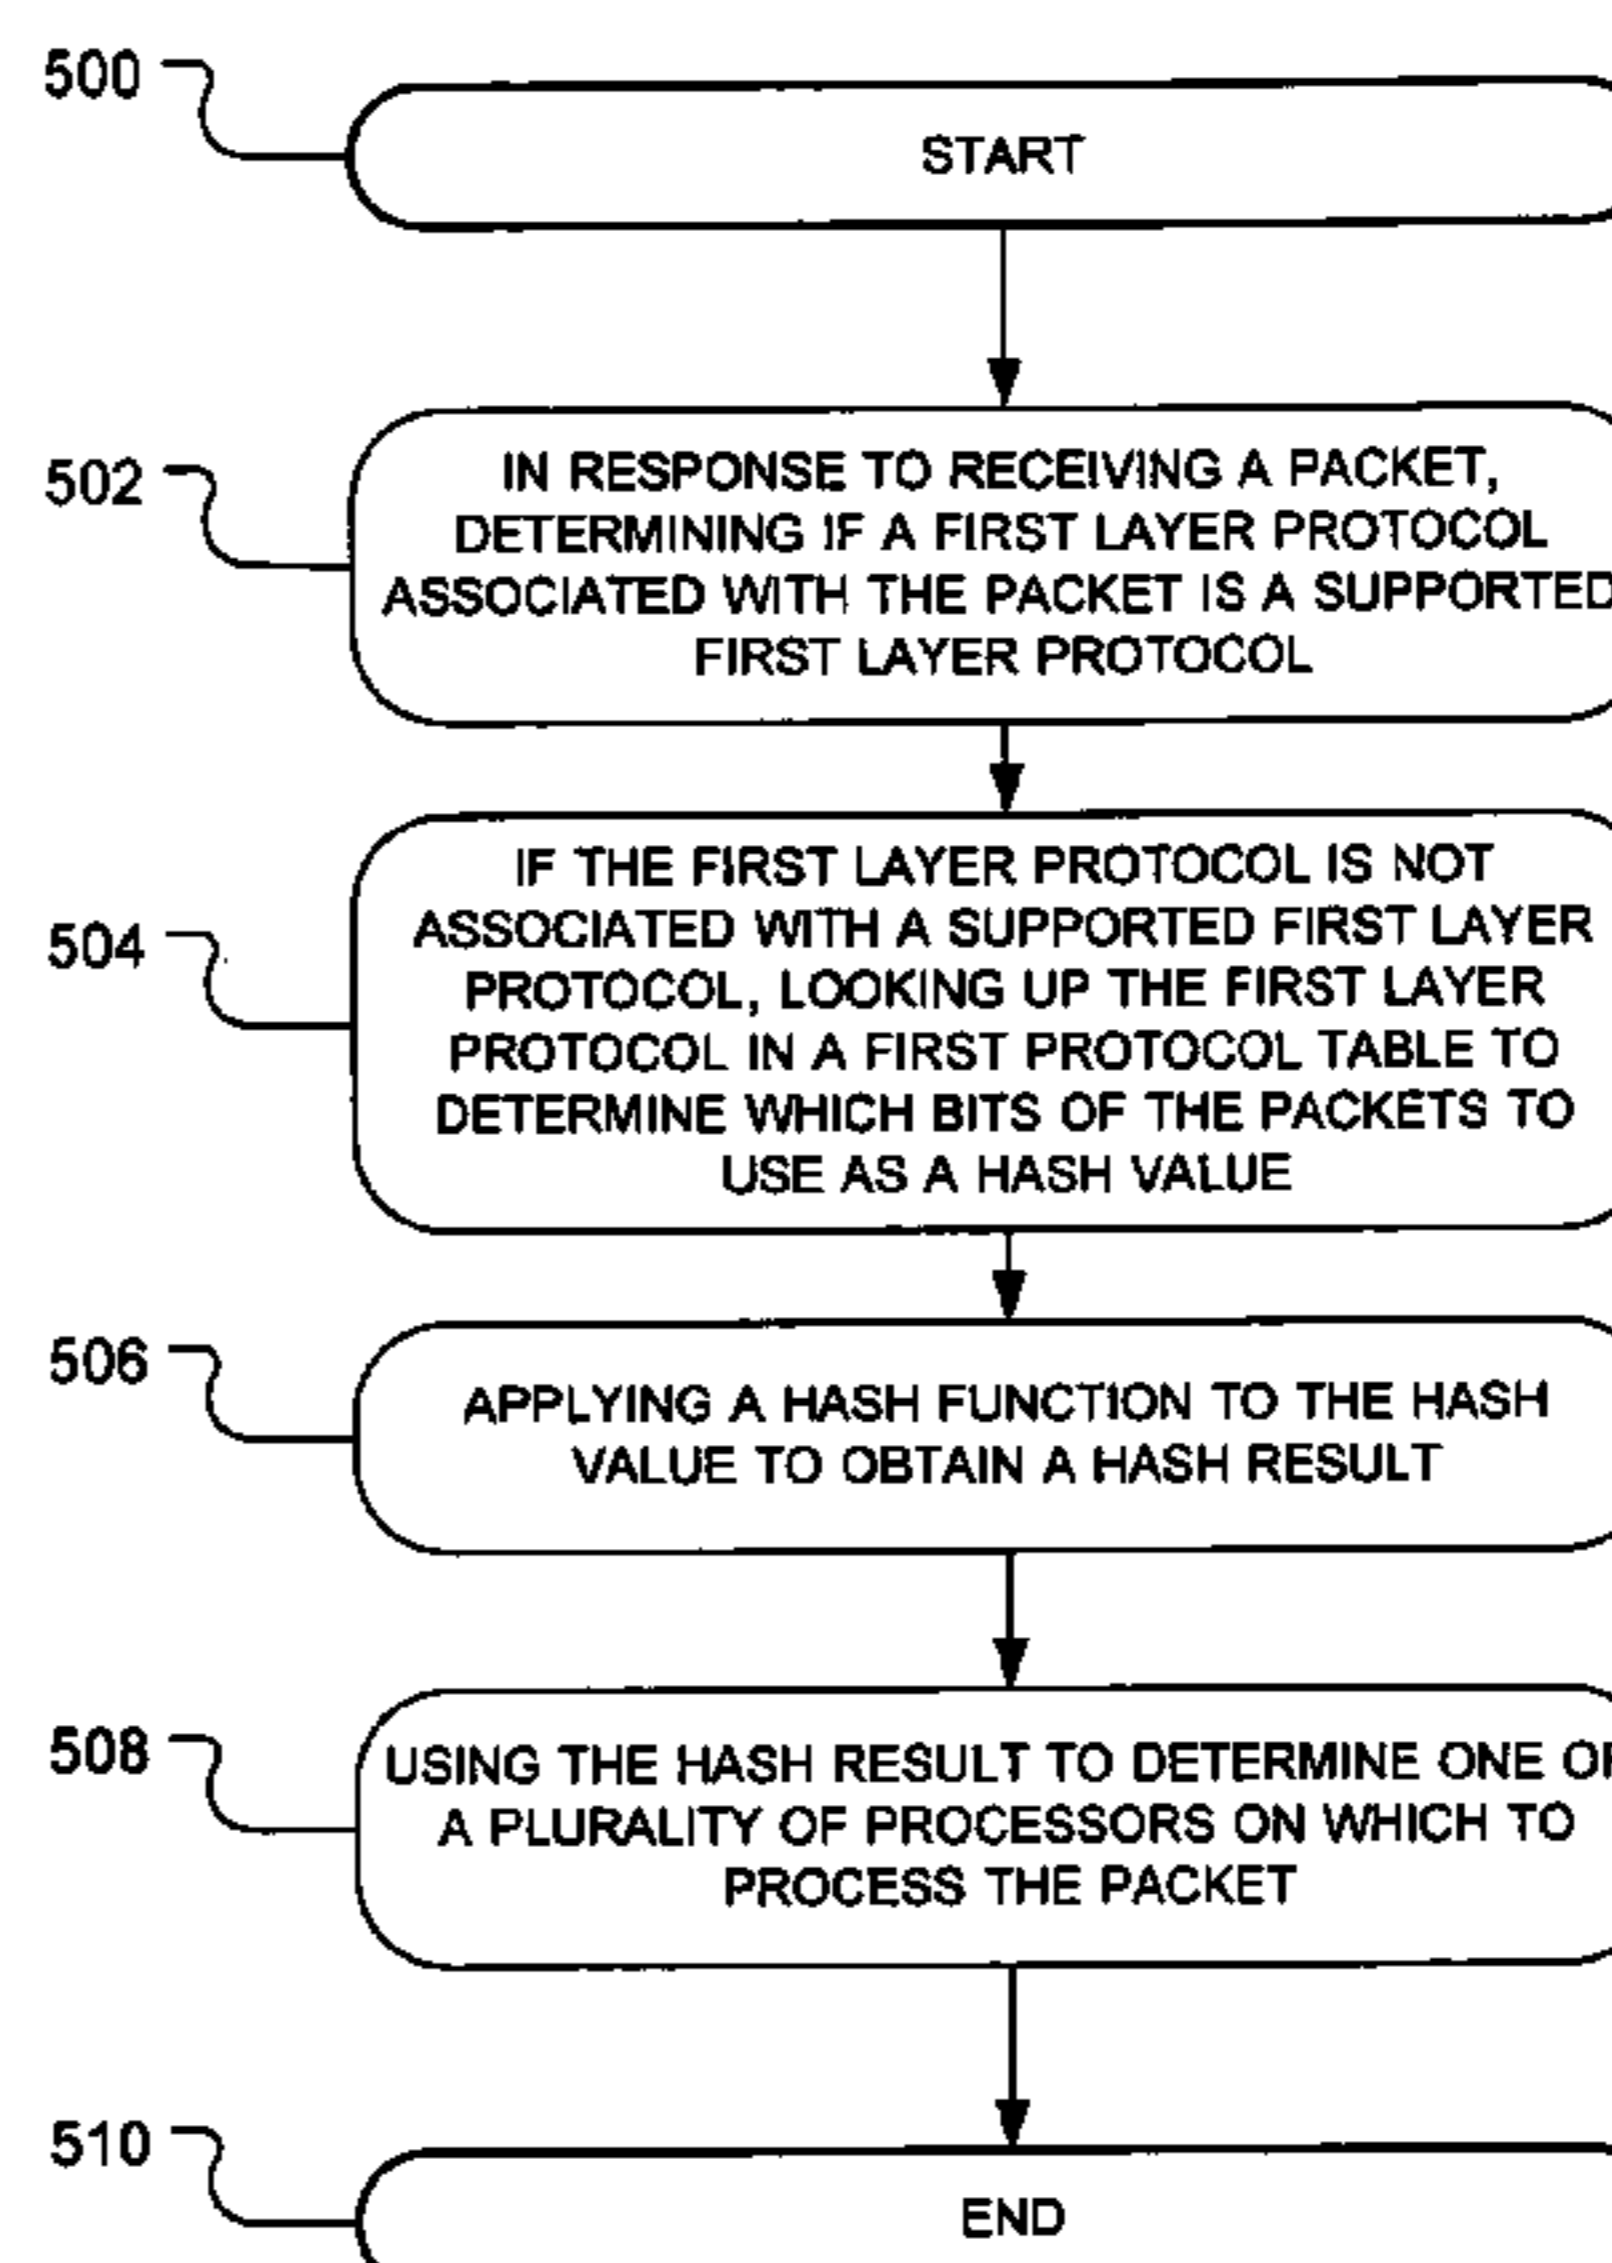 500
START
502
IN RESPONSE TO RECEIVING A PACKET,
DETERMINING IF A FIRST LAYER PROTOCOL
ASSOCIATED WITH THE PACKET IS A SUPPORTED
FIRST LAYER PROTOCOL
504
IF THE FIRST LAYER PROTOCOL IS NOT
ASSOCIATED WITH A SUPPORTED FIRST LAYER
PROTOCOL, LOOKING UP THE FIRST LAYER
PROTOCOL IN A FIRST PROTOCOL TABLE TO
DETERMINE WHICH BITS OF THE PACKETS TO
USE AS A HASH VALUE
506
APPLYING A HASH FUNCTION TO THE HASH
VALUE TO OBTAIN A HASH RESULT
508
USING THE HASH RESULT TO DETERMINE ONE OF
A PLURALITY OF PROCESSORS ON WHICH TO
PROCESS THE PACKET
510
END